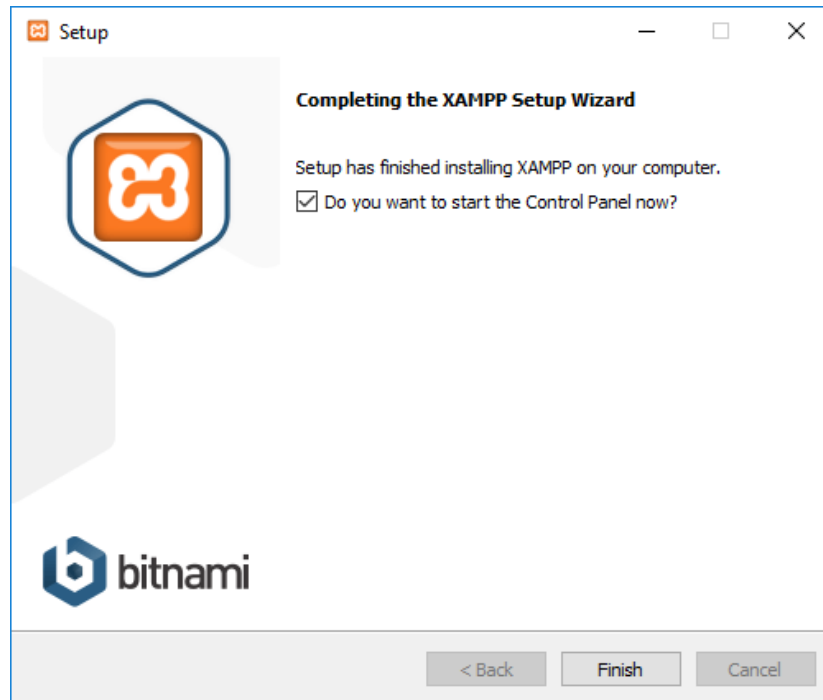 Setup
Completing the XAMPP Setup Wizard
Setup has finished installing XAMPP on your computer.
Do you want to start the Control Panel now?
bitnami
< Back
Finish
Cancel